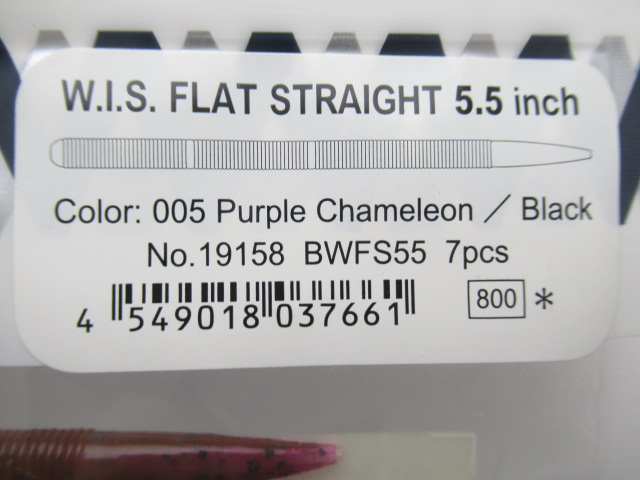 W.I.S. FLAT STRAIGHT 5.5 inch
Color: 005 Purple Chameleon ／ Black
No.19158 BWFS55 7pcs
4 549018 037661
800 *